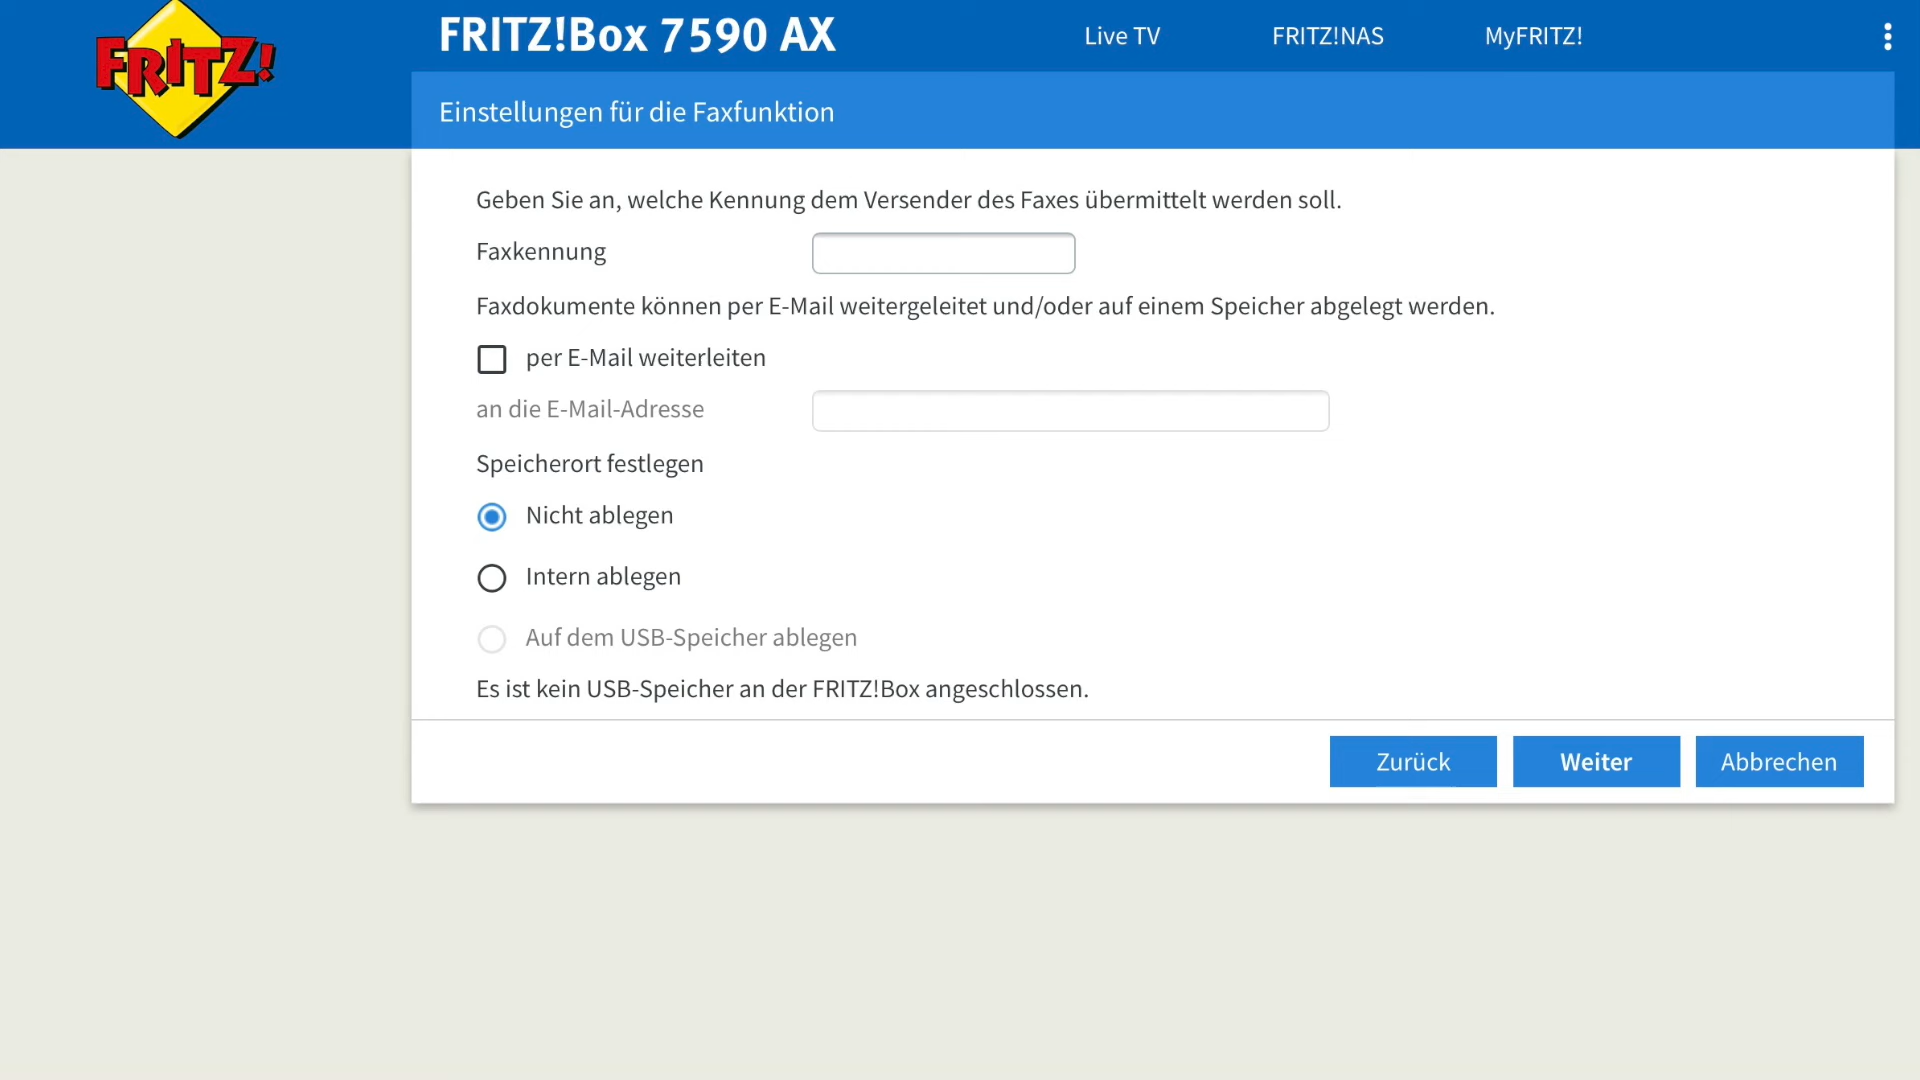 FRITZ!
FRITZ!Box 7590 AX
Live TV
FRITZ!NAS
MyFRITZ!
Einstellungen für die Faxfunktion
Geben Sie an, welche Kennung dem Versender des Faxes übermittelt werden soll.
Faxkennung
Faxdokumente können per E-Mail weitergeleitet und/oder auf einem Speicher abgelegt werden.
per E-Mail weiterleiten
an die E-Mail-Adresse
Speicherort festlegen
Nicht ablegen
Intern ablegen
Auf dem USB-Speicher ablegen
Es ist kein USB-Speicher an der FRITZ!Box angeschlossen.
Zurück
Weiter
Abbrechen